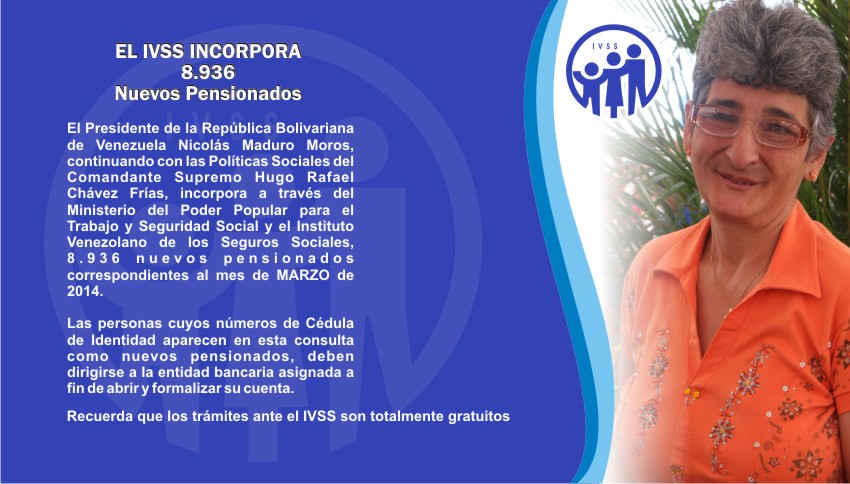 EL IVSS INCORPORA
8.936
Nuevos Pensionados
El Presidente de la República Bolivariana
de Venezuela Nicolás Maduro Moros,
continuando con las Políticas Sociales del
Comandante Supremo Hugo Rafael
Chávez Frías, incorpora a través del
Ministerio del Poder Popular para el
Trabajo y Seguridad Social y el Instituto
Venezolano de los Seguros Sociales,
8.936 nuevos pensionados
correspondientes al mes de MARZO de
2014.
Las personas cuyos números de Cédula
de Identidad aparecen en esta consulta
como nuevos pensionados, deben
dirigirse a la entidad bancaria asignada a
fin de abrir y formalizar su cuenta.
Recuerda que los trámites ante el IVSS son totalmente gratuitos
IVSS
IVSS